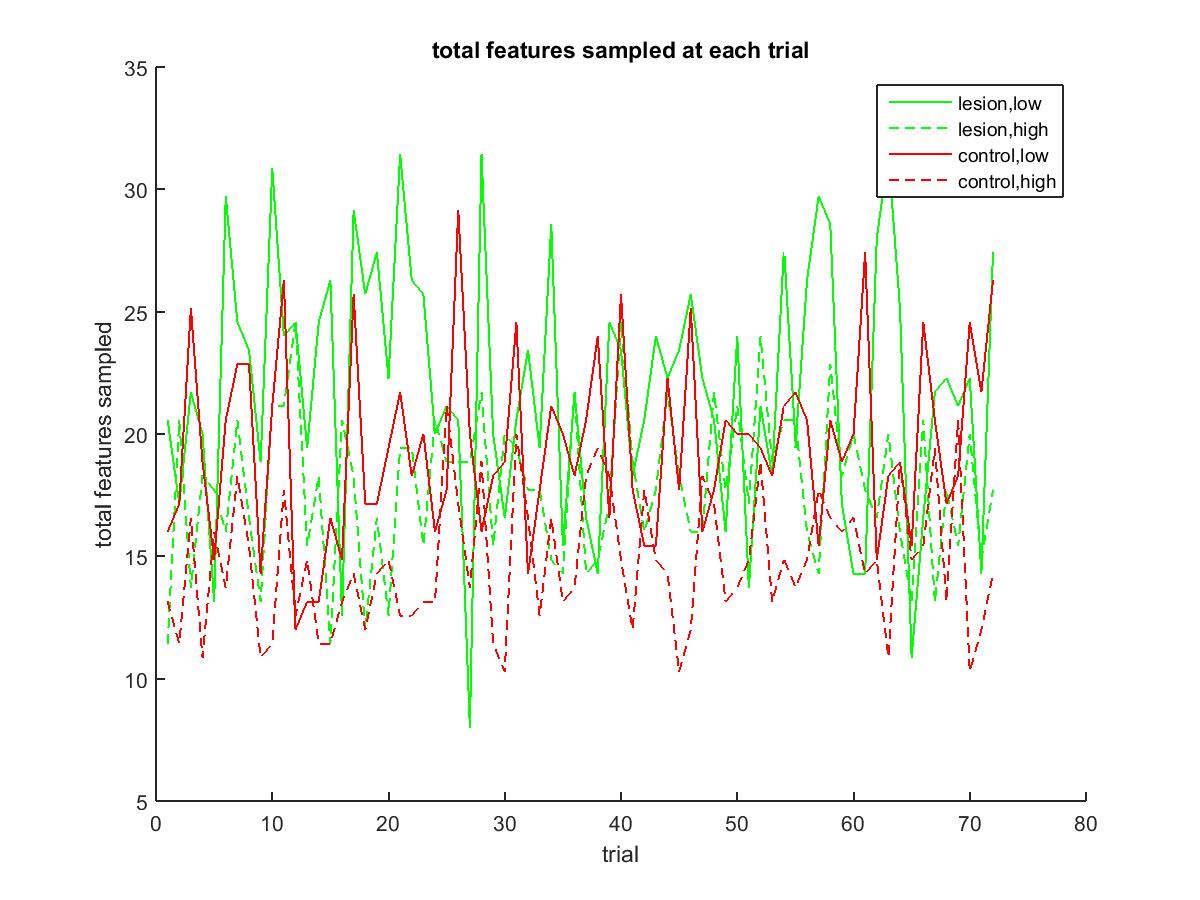 total features sampled at each trial
35
30
25
20
15
10
5
total features sampled
lesion,low
lesion,high
control,low
control,high
0 10 20 30 40 50 60 70 80
trial